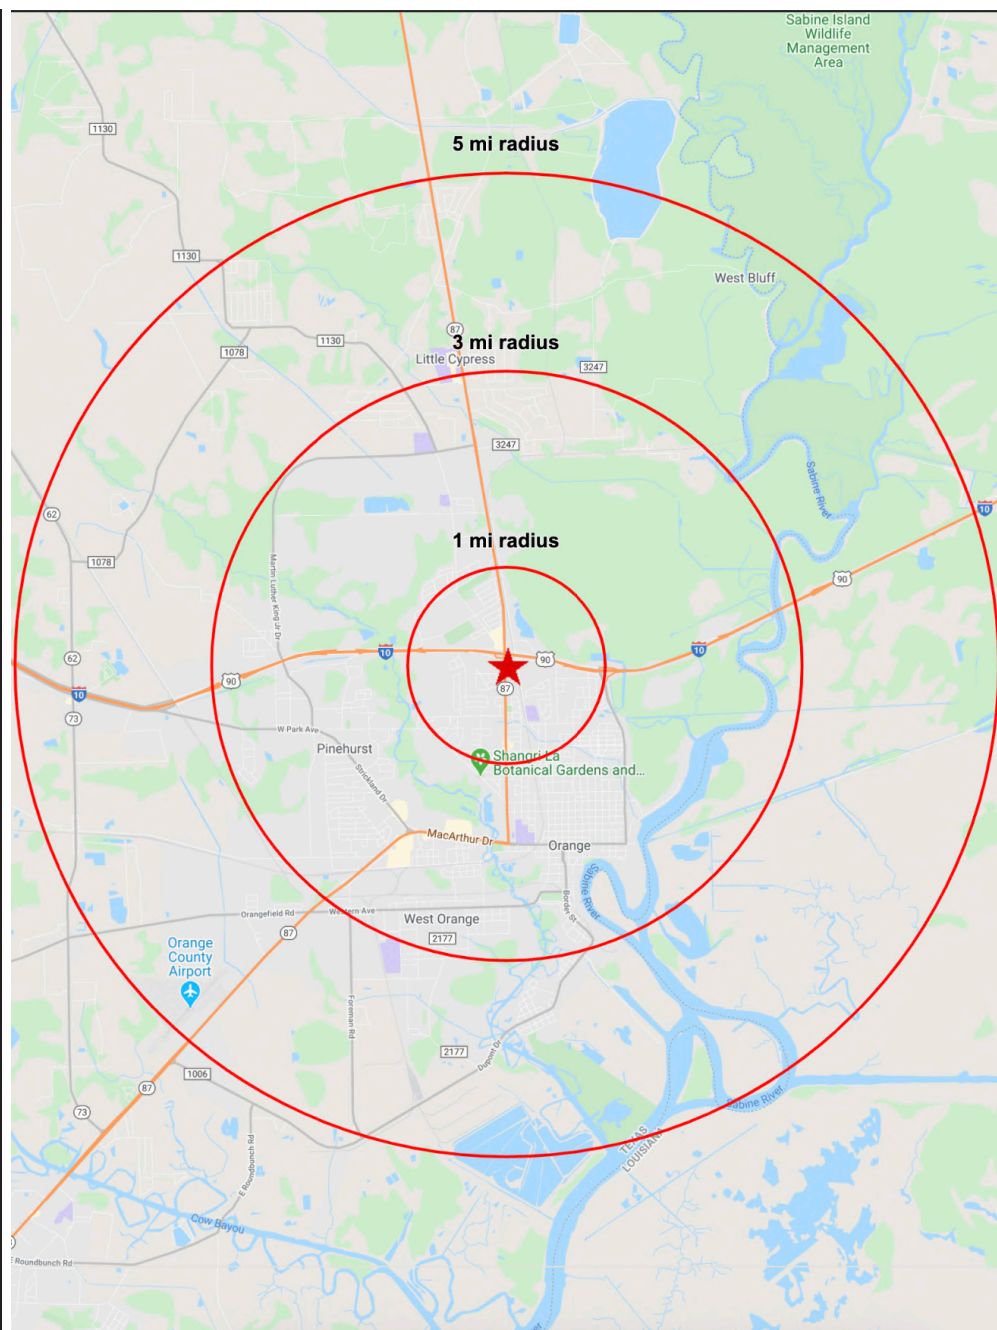 Sabine Island
Wildlife
Management
Area
1130
5 mi radius
1130
West Bluff
87
1130
3 mi radius
1078
Little Cypress
3247
3247
Sabine River
62
10
1 mi radius
1078
Martin Luther King Jr Dr
90
10
10
90
62
90
87
10
73
W Park Ave
Pinehurst
Shangri La
Botanical Gardens and...
Strickland Dr
MacArthur Dr
Orange
Sabine River
Border St
Orangefield Rd
Western Ave
West Orange
87
2177
Orange
County
Airport
Foreman Rd
2177
Dupont Dr
1006
87
Sabine River
73
TEXAS
LOUISIANA
E Roundbunch Rd
Cow Bayou
E Roundbunch Rd